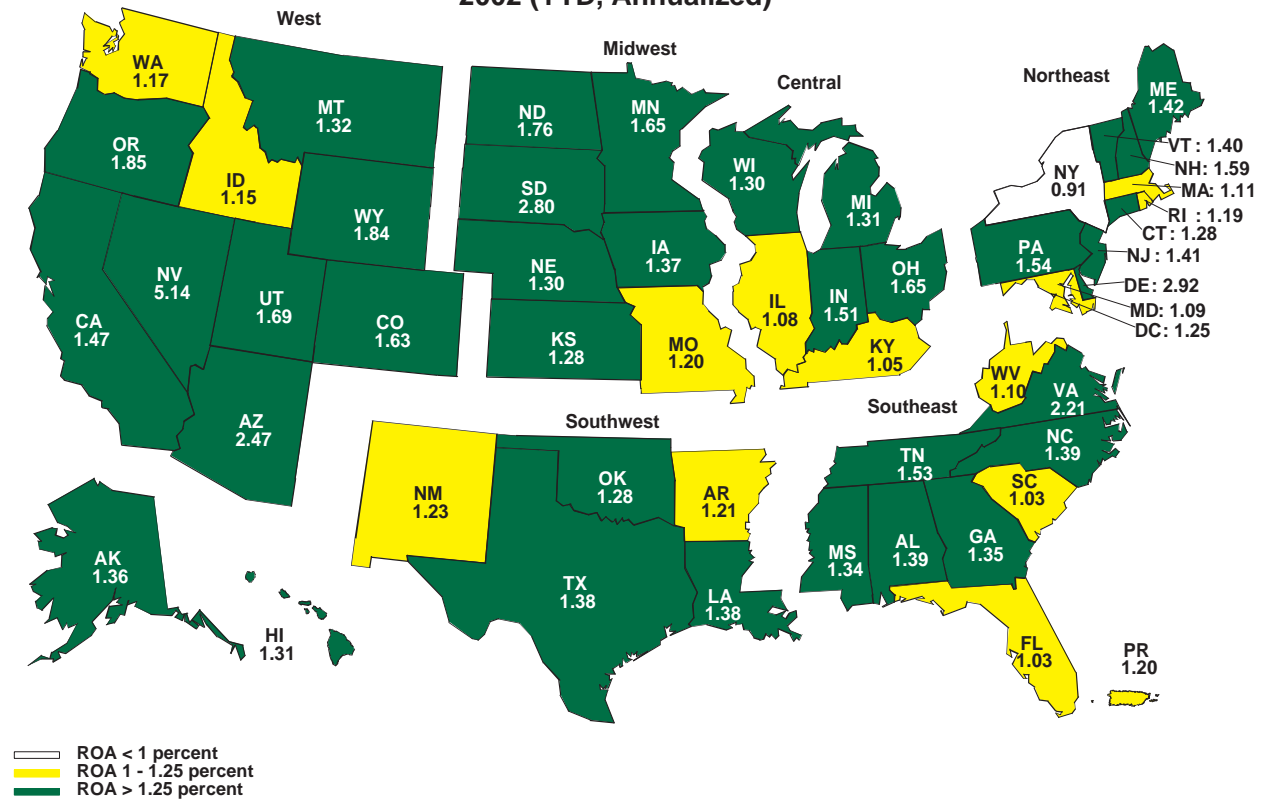 2002 (YTD, Annualized)
West
Midwest
Central
Northeast
WA
1.17
MT
1.32
OR
1.85
ID
1.15
WY
1.84
NV
5.14
UT
1.69
CA
1.47
CO
1.63
AZ
2.47
AK
1.36
HI
1.31
ND
1.76
MN
1.65
SD
2.80
IA
1.37
NE
1.30
KS
1.28
MO
1.20
WI
1.30
MI
1.31
IL
1.08
IN
1.51
OH
1.65
KY
1.05
ME
1.42
VT : 1.40
NH: 1.59
MA: 1.11
RI : 1.19
CT: 1.28
NJ : 1.41
DE: 2.92
MD: 1.09
DC: 1.25
NY
0.91
PA
1.54
Southwest
NM
1.23
OK
1.28
AR
1.21
TX
1.38
LA
1.38
Southeast
WV
1.10
VA
2.21
NC
1.39
TN
1.53
SC
1.03
MS
1.34
AL
1.39
GA
1.35
FL
1.03
PR
1.20
ROA < 1 percent
ROA 1 - 1.25 percent
ROA > 1.25 percent